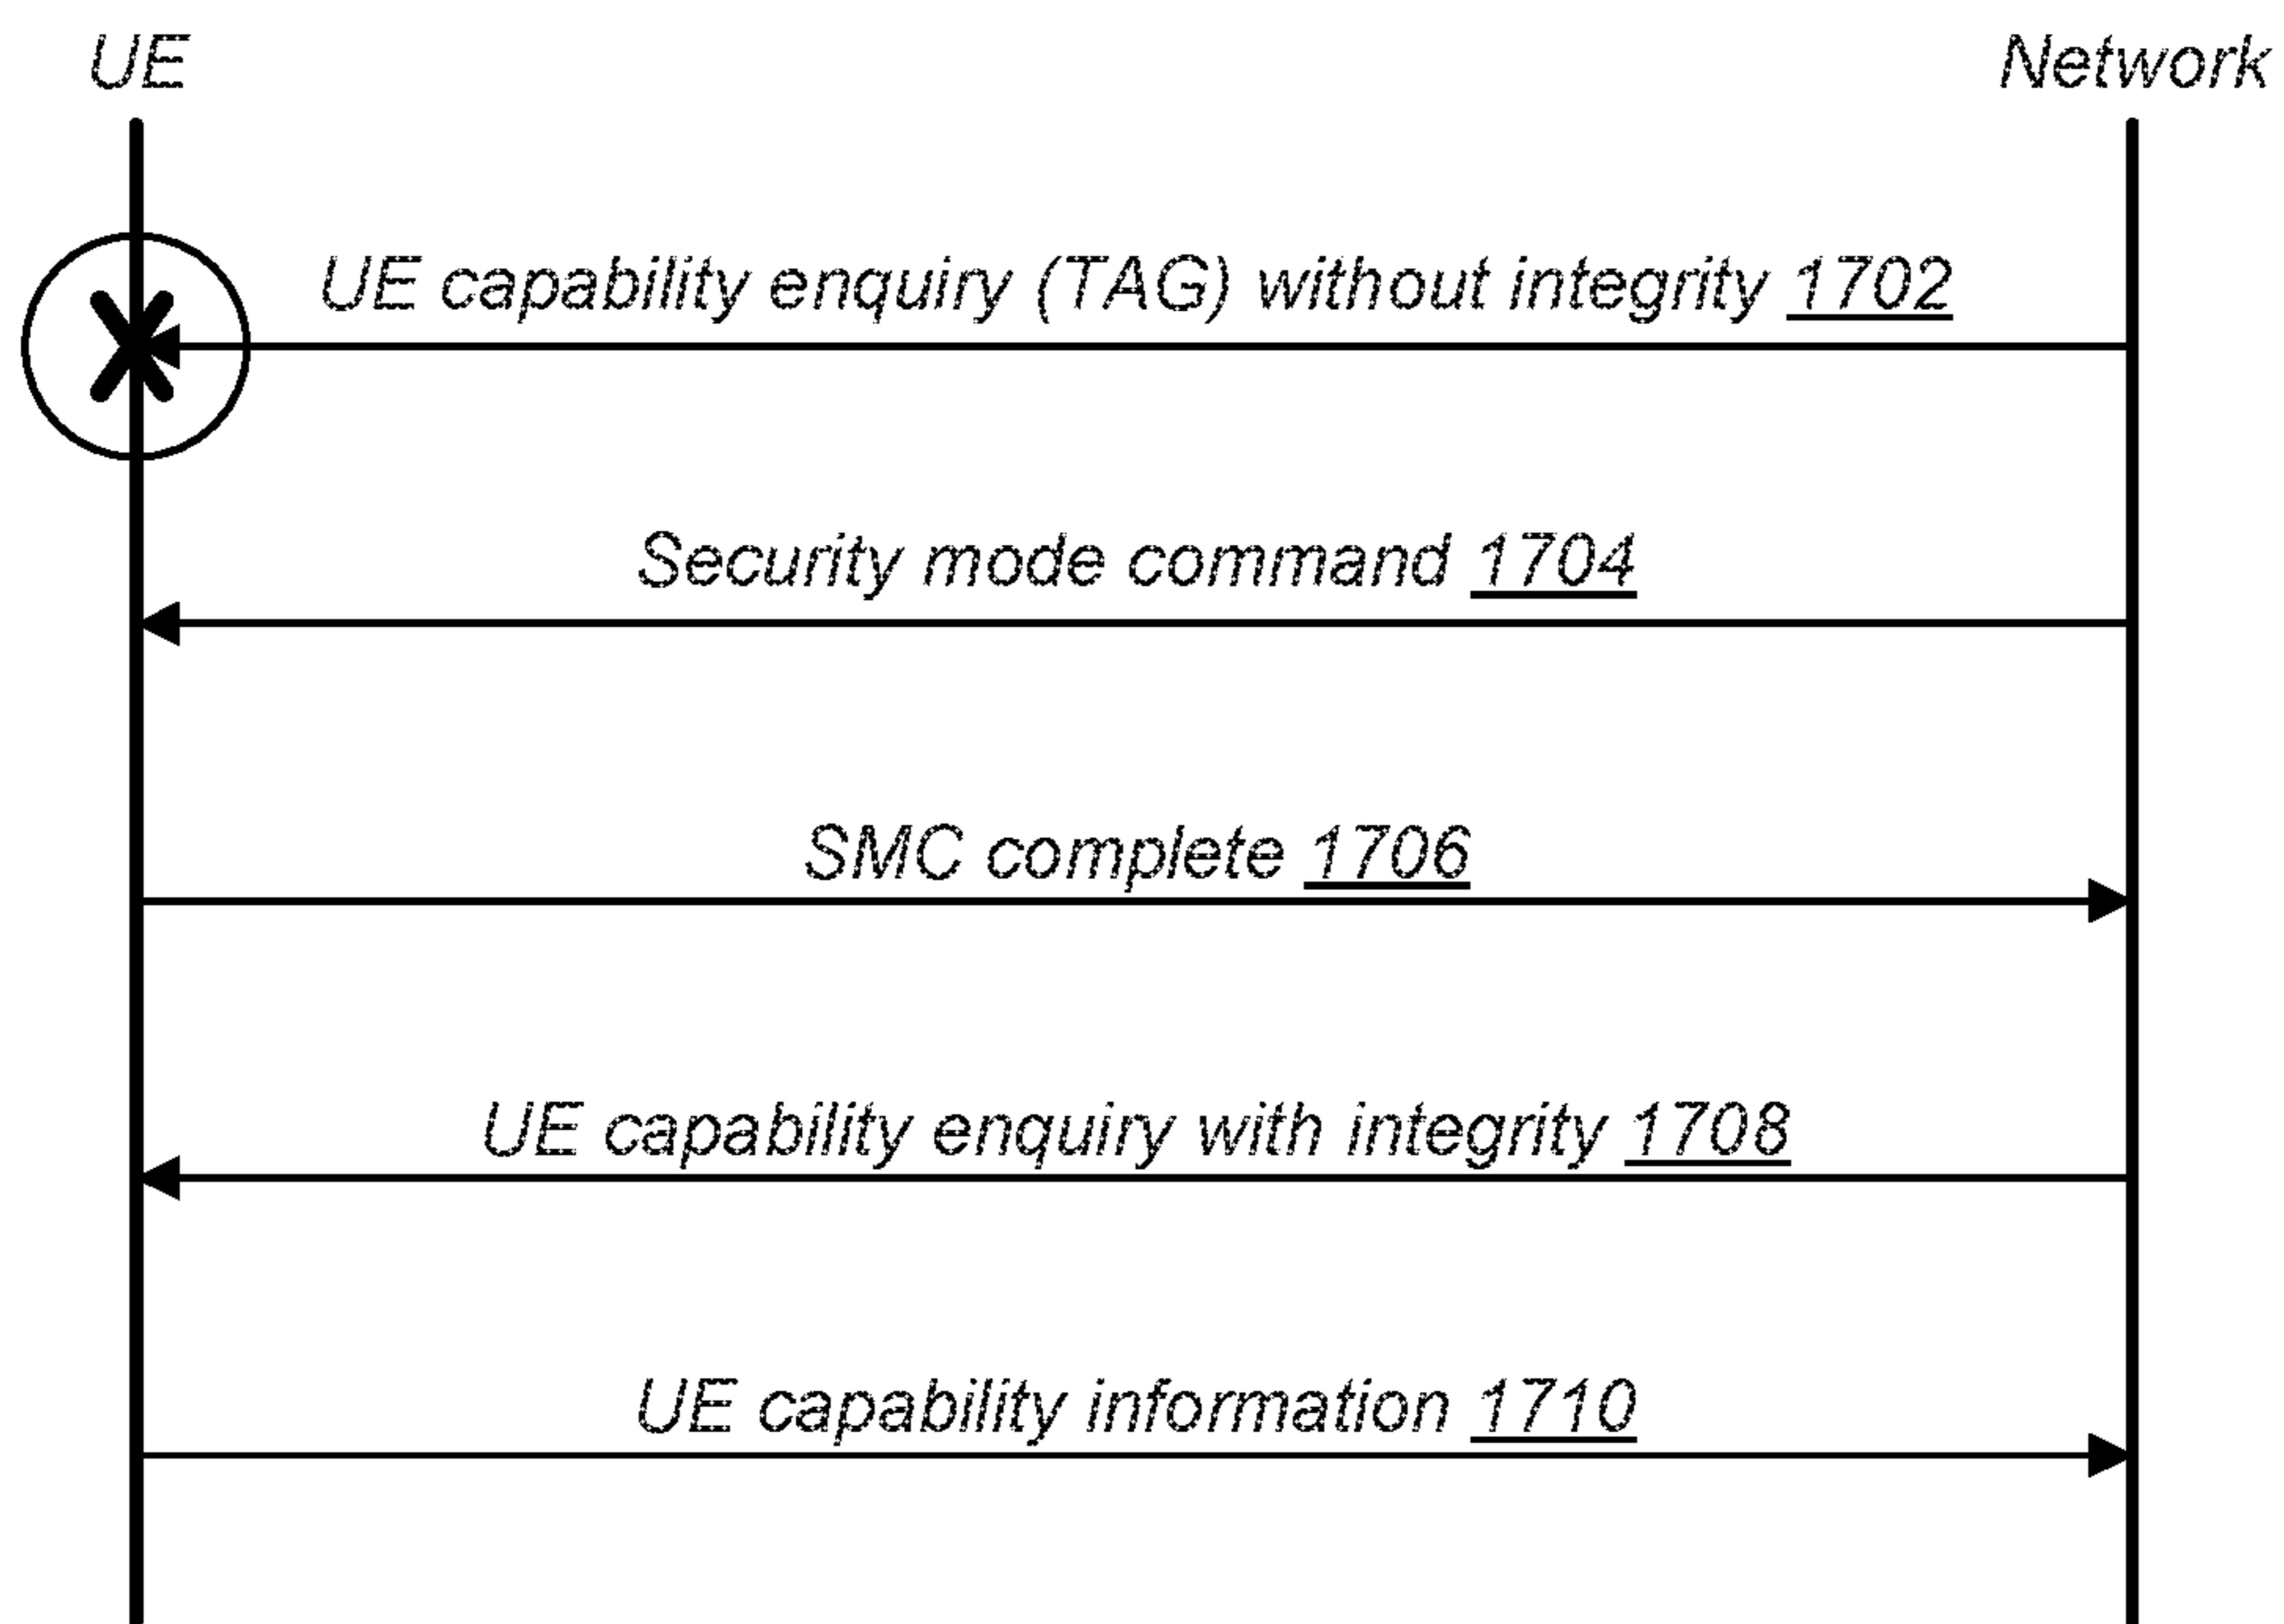 UE
Network
UE capability enquiry (TAG) without integrity 1702
Security mode command 1704
SMC complete 1706
UE capability enquiry with integrity 1708
UE capability information 1710